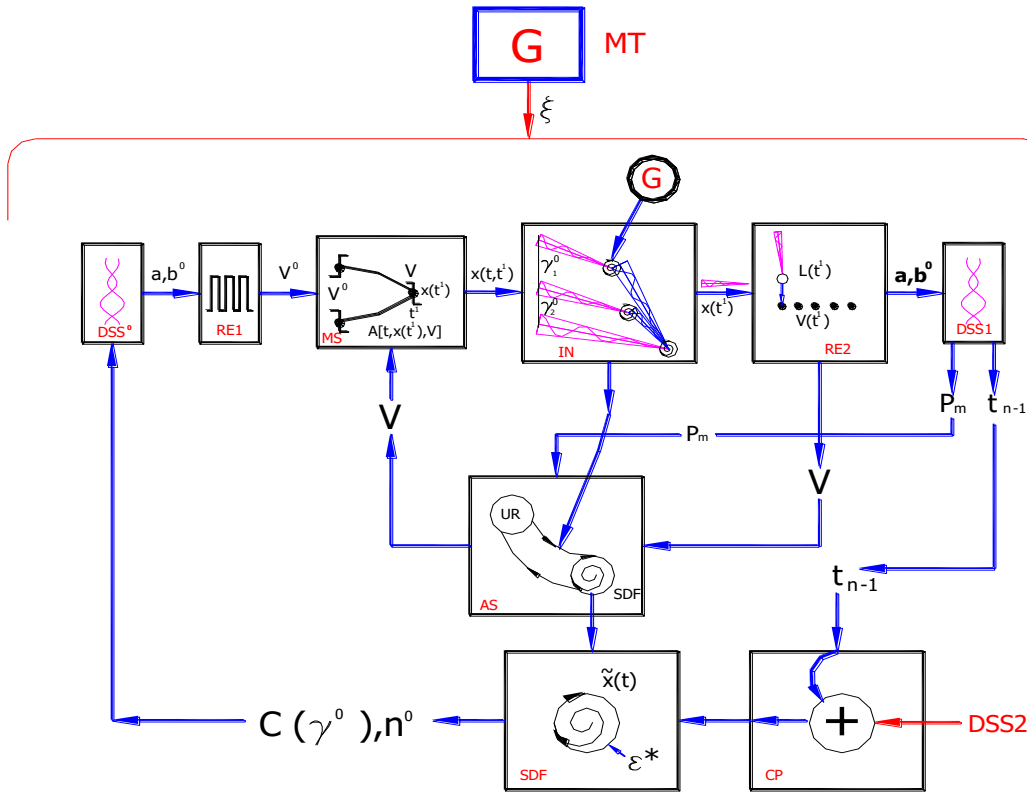 G MT
ξ
G
a,b⁰ V⁰ x(t,t¹) x(t¹) a,b⁰
DSS⁰
RE1
V
V⁰ x(t¹)
t¹
A[t,x(t¹),V]
MS
γ₁⁰
γ₂⁰
IN
L(t¹)
V(t¹)
RE2
DSS1
Pₘ tₙ₋₁
Pₘ
V V
UR
SDF
AS
tₙ₋₁
C(γ⁰),n⁰
x̃(t)
ε*
SDF
+
CP
DSS2